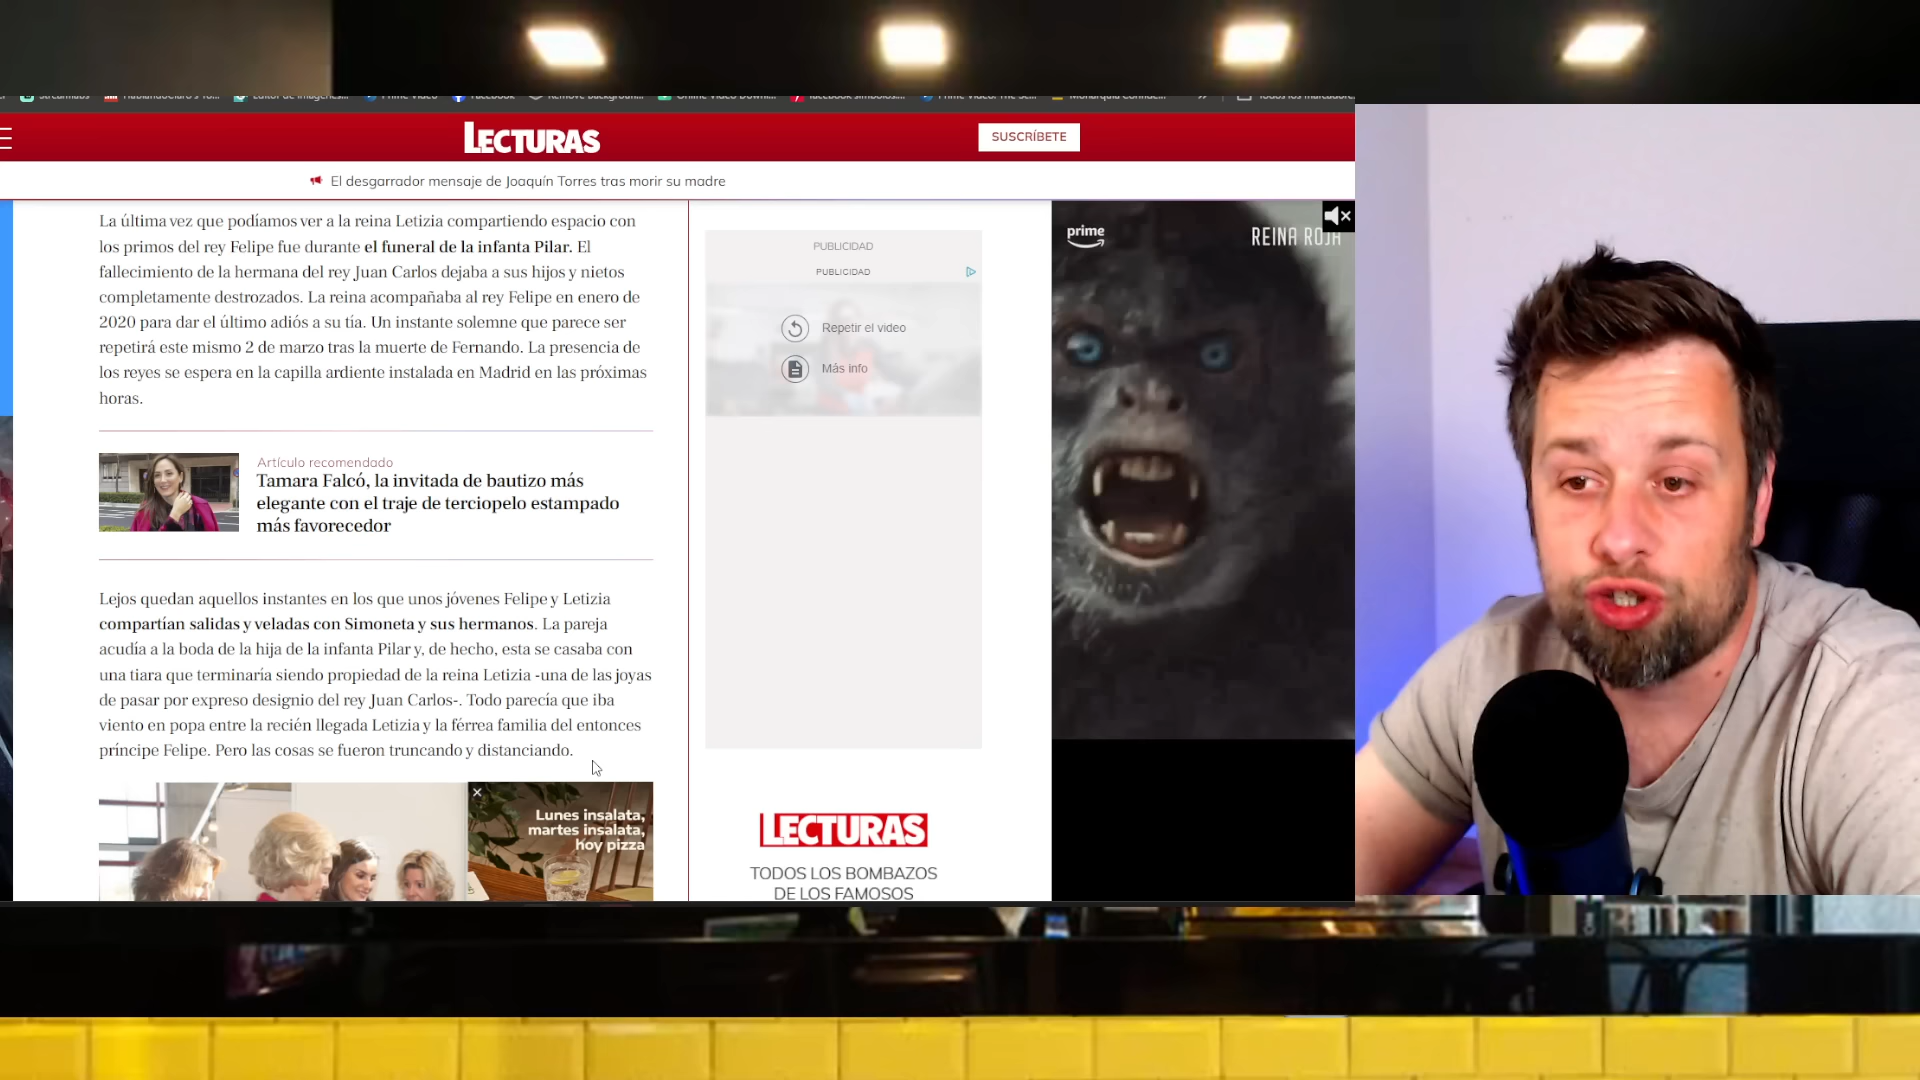 Facebook
LECTURAS
SUSCRÍBETE
El desgarrador mensaje de Joaquín Torres tras morir su madre
La última vez que podíamos ver a la reina Letizia compartiendo espacio con
los primos del rey Felipe fue durante el funeral de la infanta Pilar. El
fallecimiento de la hermana del rey Juan Carlos dejaba a sus hijos y nietos
completamente destrozados. La reina acompañaba al rey Felipe en enero de
2020 para dar el último adiós a su tía. Un instante solemne que parece ser
repetirá este mismo 2 de marzo tras la muerte de Fernando. La presencia de
los reyes se espera en la capilla ardiente instalada en Madrid en las próximas
horas.
Artículo recomendado
Tamara Falcó, la invitada de bautizo más
elegante con el traje de terciopelo estampado
más favorecedor
Lejos quedan aquellos instantes en los que unos jóvenes Felipe y Letizia
compartían salidas y veladas con Simoneta y sus hermanos. La pareja
acudía a la boda de la hija de la infanta Pilar y, de hecho, esta se casaba con
una tiara que terminaría siendo propiedad de la reina Letizia -una de las joyas
de pasar por expreso designio del rey Juan Carlos-. Todo parecía que iba
viento en popa entre la recién llegada Letizia y la férrea familia del entonces
príncipe Felipe. Pero las cosas se fueron truncando y distanciando.
Lunes insalata,
martes insalata,
hoy pizza
PUBLICIDAD
PUBLICIDAD
Repetir el video
Más info
LECTURAS
TODOS LOS BOMBAZOS
DE LOS FAMOSOS
prime
REINA ROJA